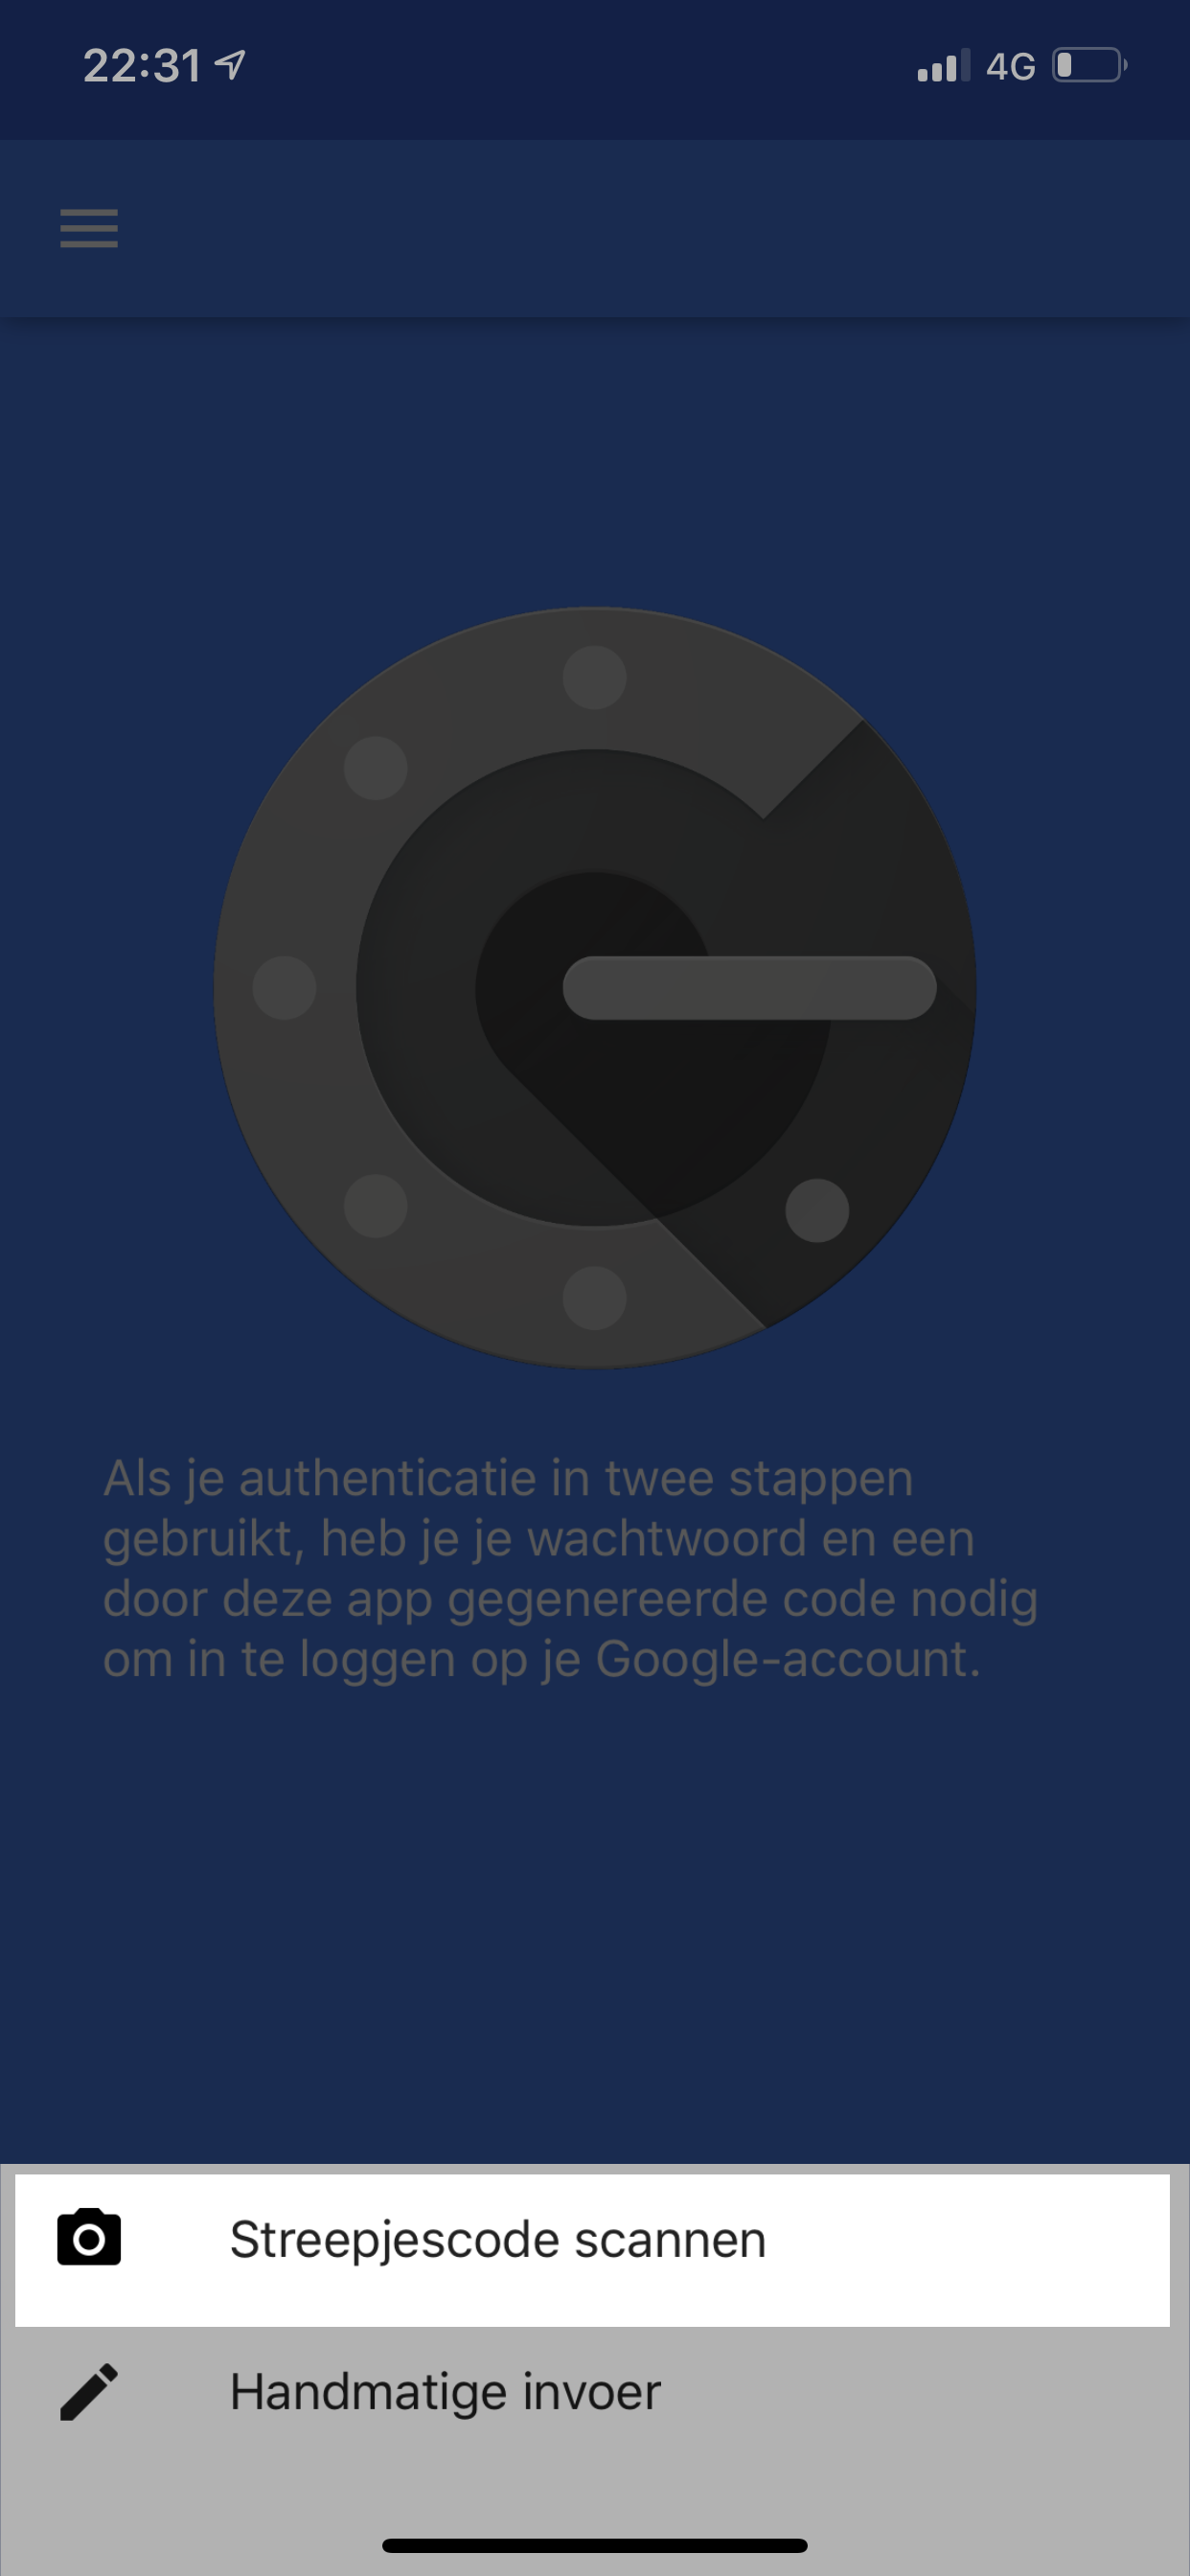 22:31 4G
Als je authenticatie in twee stappen
gebruikt, heb je je wachtwoord en een
door deze app gegenereerde code nodig
om in te loggen op je Google-account.
Streepjescode scannen
Handmatige invoer